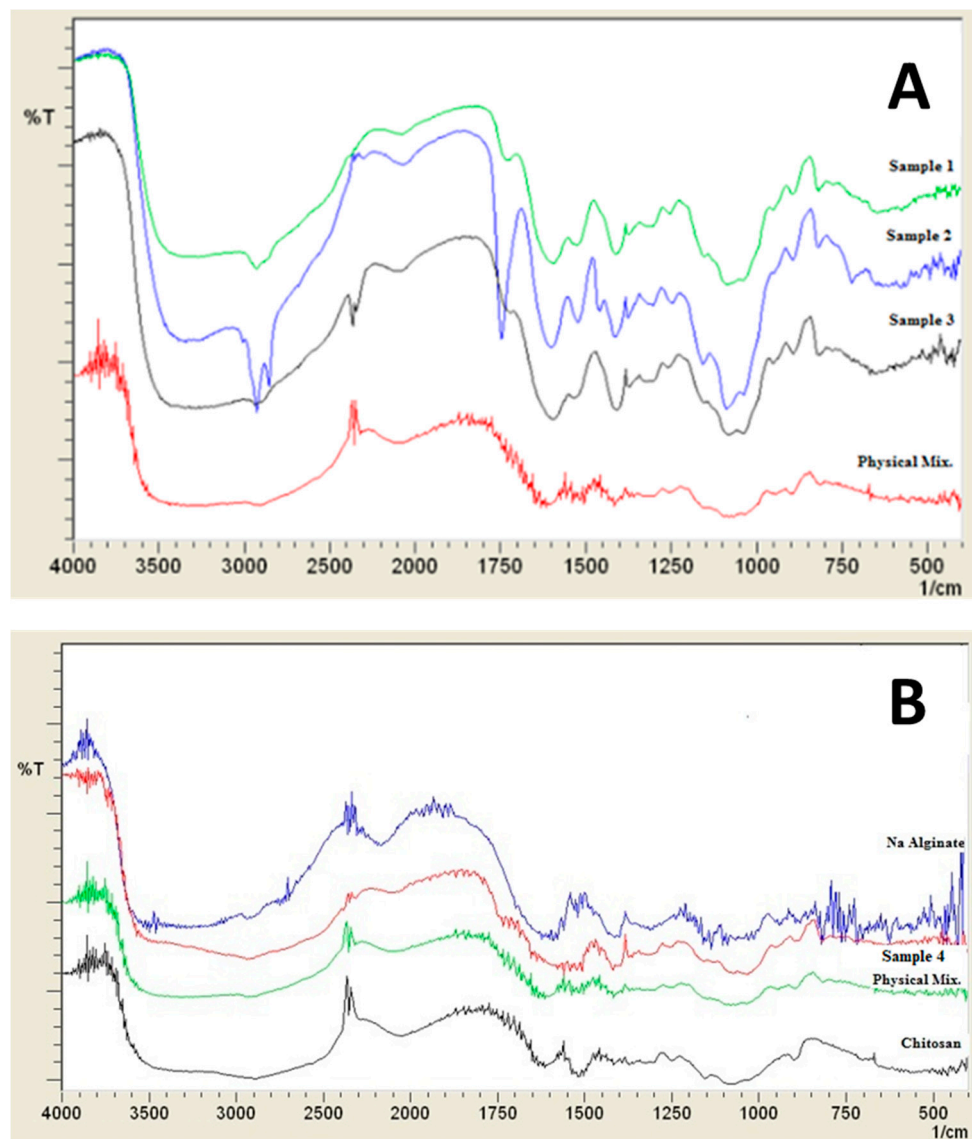 A
%T
Sample 1
Sample 2
Sample 3
Physical Mix.
4000 3500 3000 2500 2000 1750 1500 1250 1000 750 500
1/cm
B
%T
Na Alginate
Sample 4
Physical Mix.
Chitosan
4000 3500 3000 2500 2000 1750 1500 1250 1000 750 500
1/cm